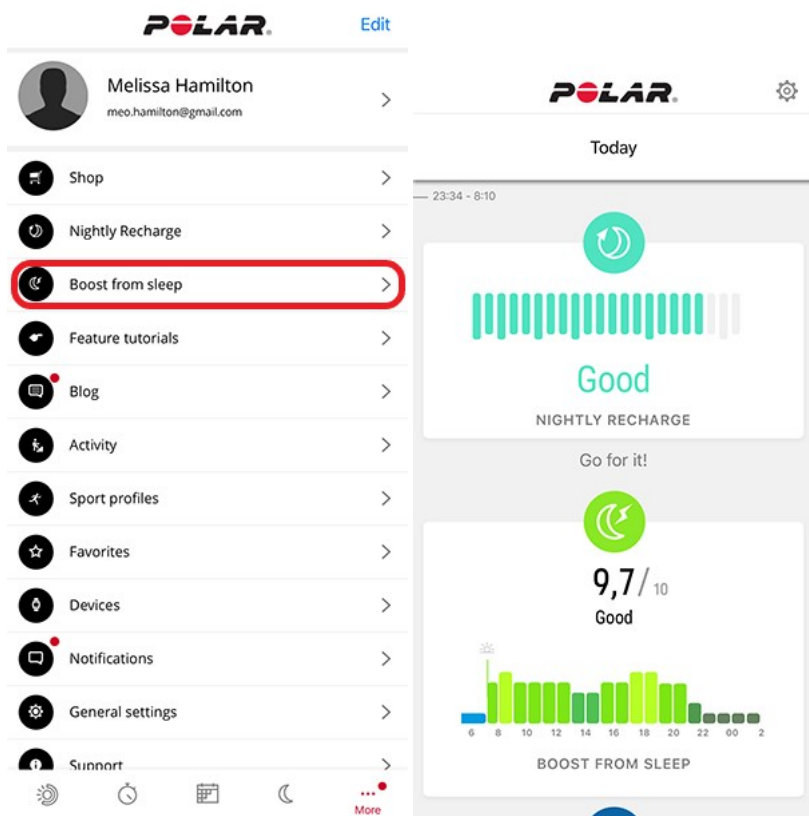 POLAR.
Edit
Melissa Hamilton
meo.hamilton@gmail.com
Shop
Nightly Recharge
Boost from sleep
Feature tutorials
Blog
Activity
Sport profiles
Favorites
Devices
Notifications
General settings
Support
More
POLAR.
Today
23:34 - 8:10
Good
NIGHTLY RECHARGE
Go for it!
9,7/ 10
Good
6 8 10 12 14 16 18 20 22 00 2
BOOST FROM SLEEP